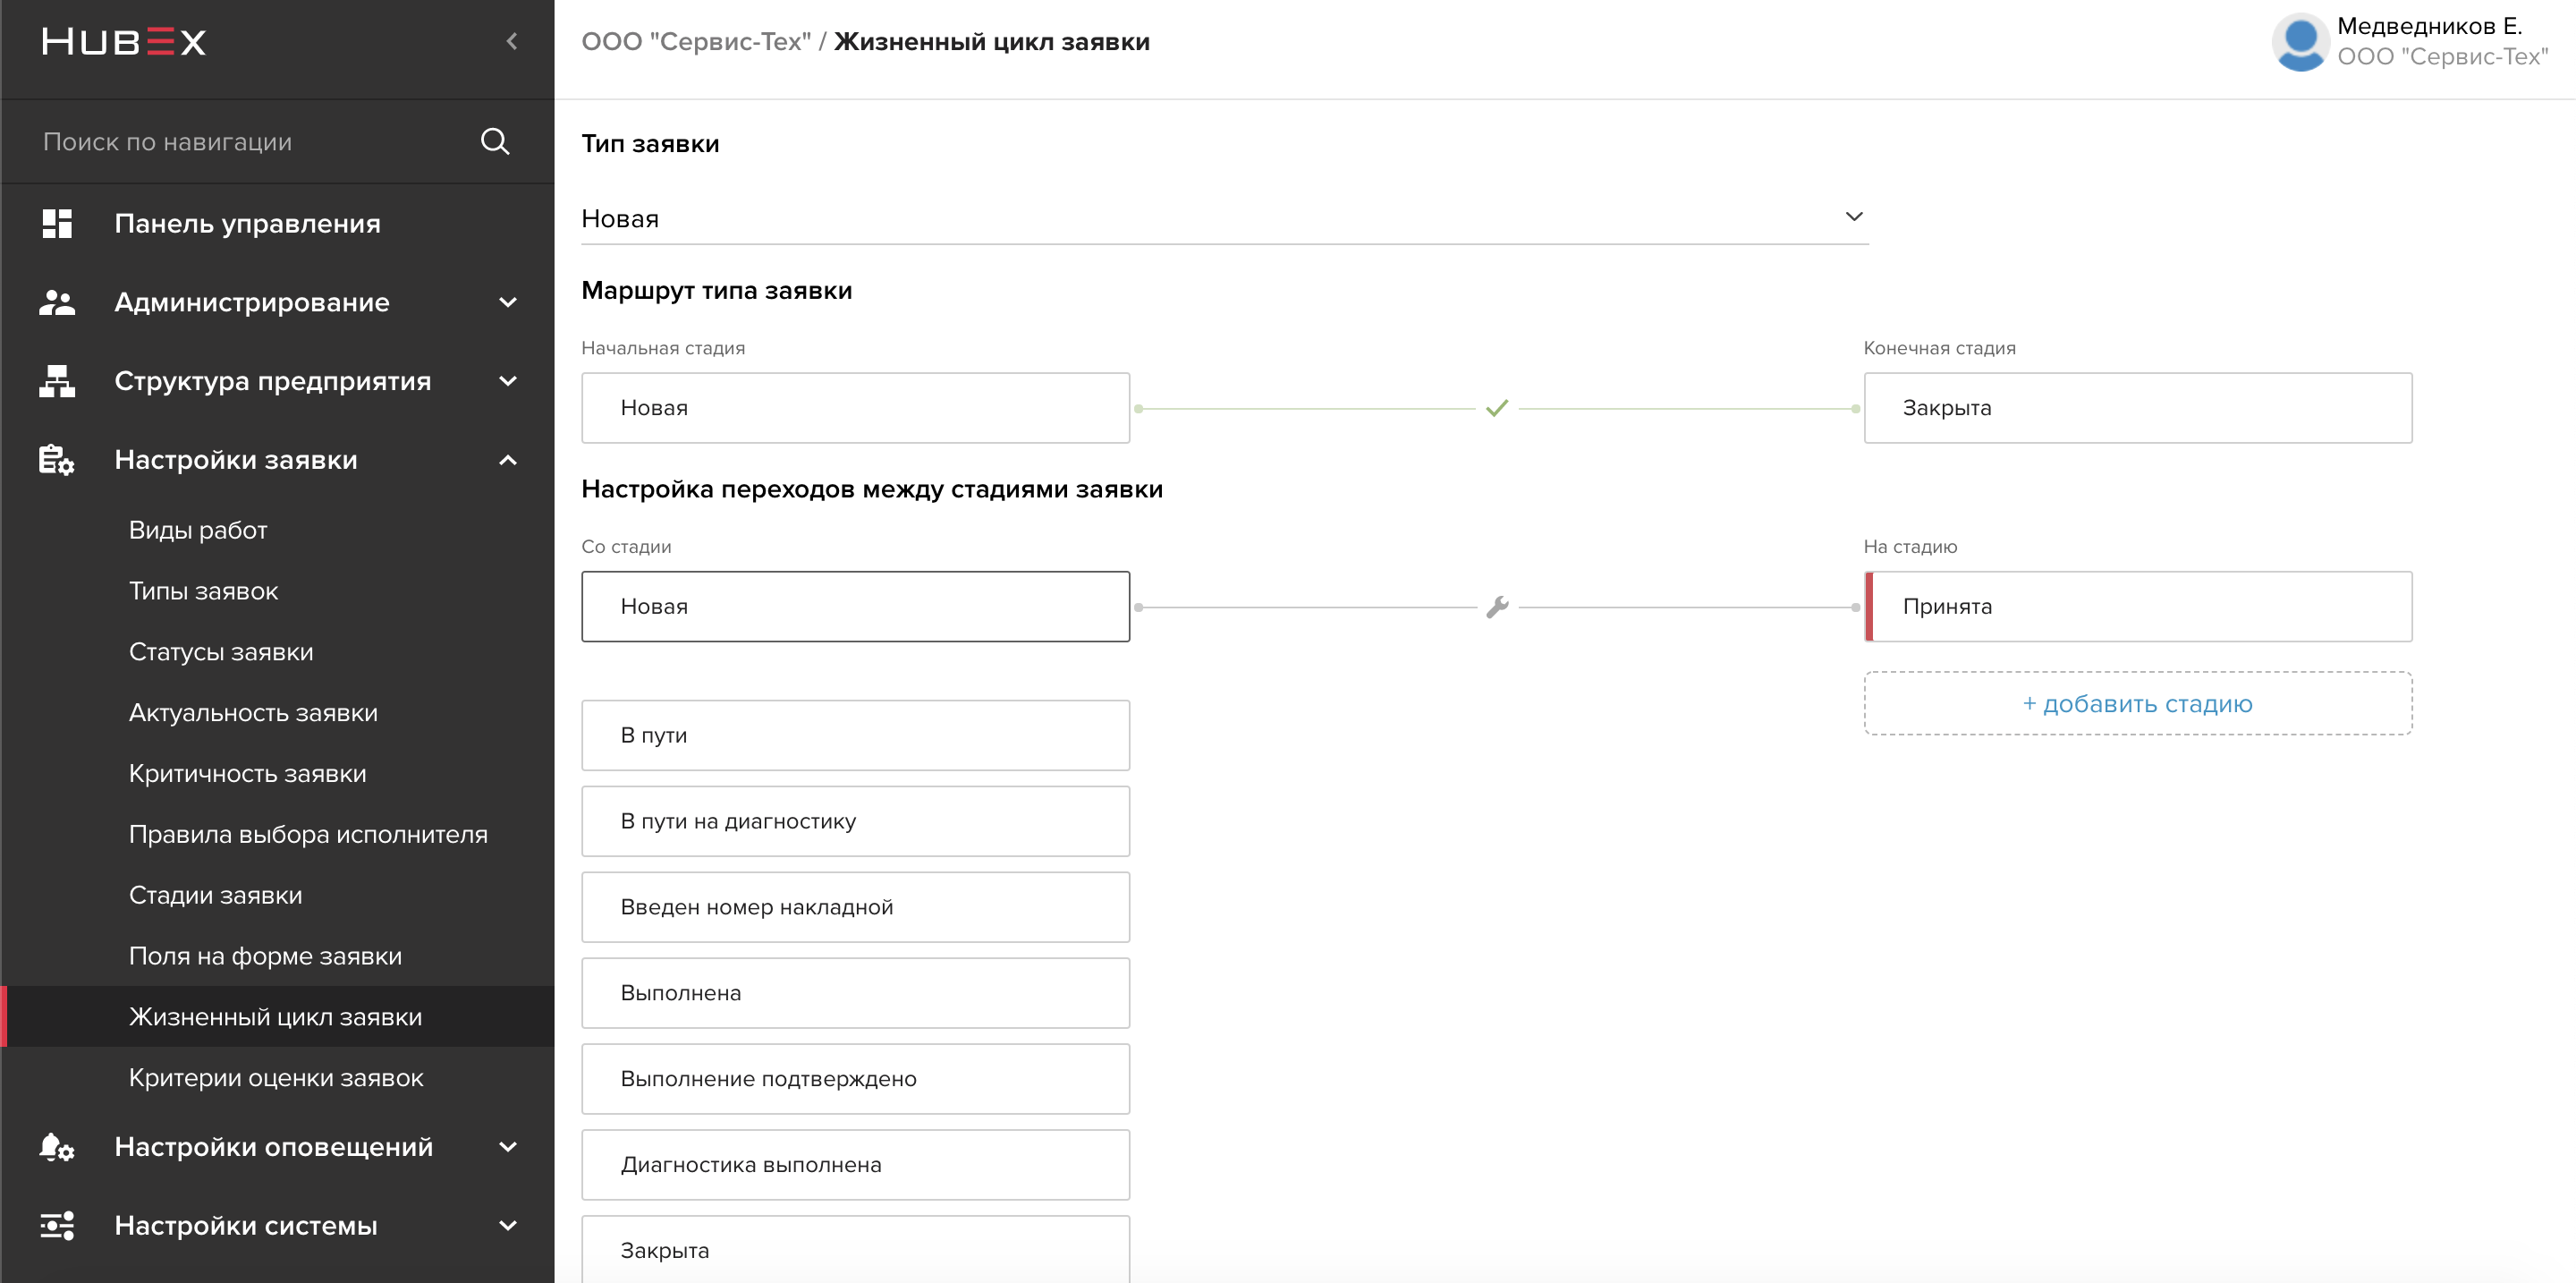 HUBEX
Поиск по навигации
Панель управления
Администрирование
Структура предприятия
Настройки заявки
Виды работ
Типы заявок
Статусы заявки
Актуальность заявки
Критичность заявки
Правила выбора исполнителя
Стадии заявки
Поля на форме заявки
Жизненный цикл заявки
Критерии оценки заявок
Настройки оповещений
Настройки системы
ООО "Сервис-Тех" / Жизненный цикл заявки
Медведников Е.
ООО "Сервис-Тех"
Тип заявки
Новая
Маршрут типа заявки
Начальная стадия
Конечная стадия
Новая
Закрыта
Настройка переходов между стадиями заявки
Со стадии
На стадию
Новая
Принята
+ добавить стадию
В пути
В пути на диагностику
Введен номер накладной
Выполнена
Выполнение подтверждено
Диагностика выполнена
Закрыта